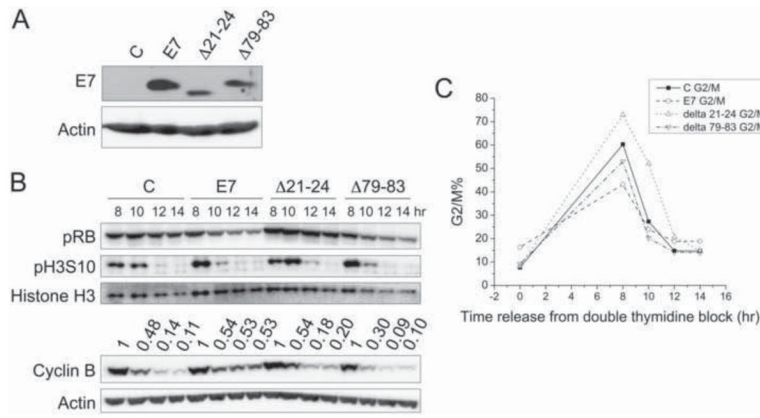 A
C E7 Δ21-24 Δ79-83
E7
Actin
B
C E7 Δ21-24 Δ79-83
8 10 12 14 8 10 12 14 8 10 12 14 8 10 12 14 hr
pRB
pH3S10
Histone H3
1 0.48 0.14 0.11 1 0.54 0.53 0.53 1 0.54 0.18 0.20 1 0.30 0.09 0.10
Cyclin B
Actin
C
C G2/M
E7 G2/M
delta 21-24 G2/M
delta 79-83 G2/M
G2/M%
80
70
60
50
40
30
20
10
0
-2 0 2 4 6 8 10 12 14 16
Time release from double thymidine block (hr)